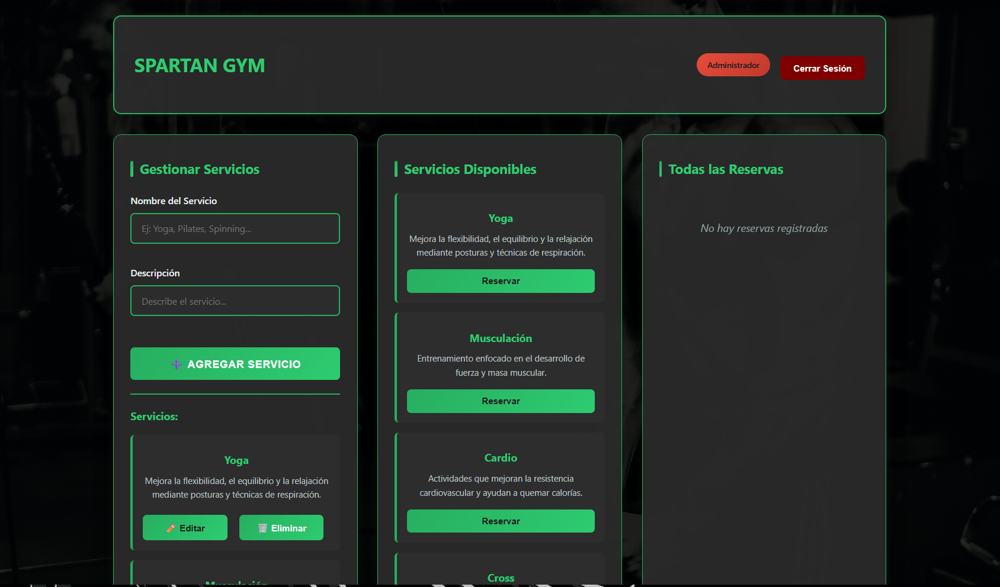 SPARTAN GYM
Administrador
Cerrar Sesión
Gestionar Servicios
Nombre del Servicio
Ej: Yoga, Pilates, Spinning...
Descripción
Describe el servicio...
➕ AGREGAR SERVICIO
Servicios:
Yoga
Mejora la flexibilidad, el equilibrio y la relajación
mediante posturas y técnicas de respiración.
✏️ Editar
🗑️ Eliminar
Musculación
Servicios Disponibles
Yoga
Mejora la flexibilidad, el equilibrio y la relajación
mediante posturas y técnicas de respiración.
Reservar
Musculación
Entrenamiento enfocado en el desarrollo de
fuerza y masa muscular.
Reservar
Cardio
Actividades que mejoran la resistencia
cardiovascular y ayudan a quemar calorías.
Reservar
Cross
Todas las Reservas
No hay reservas registradas